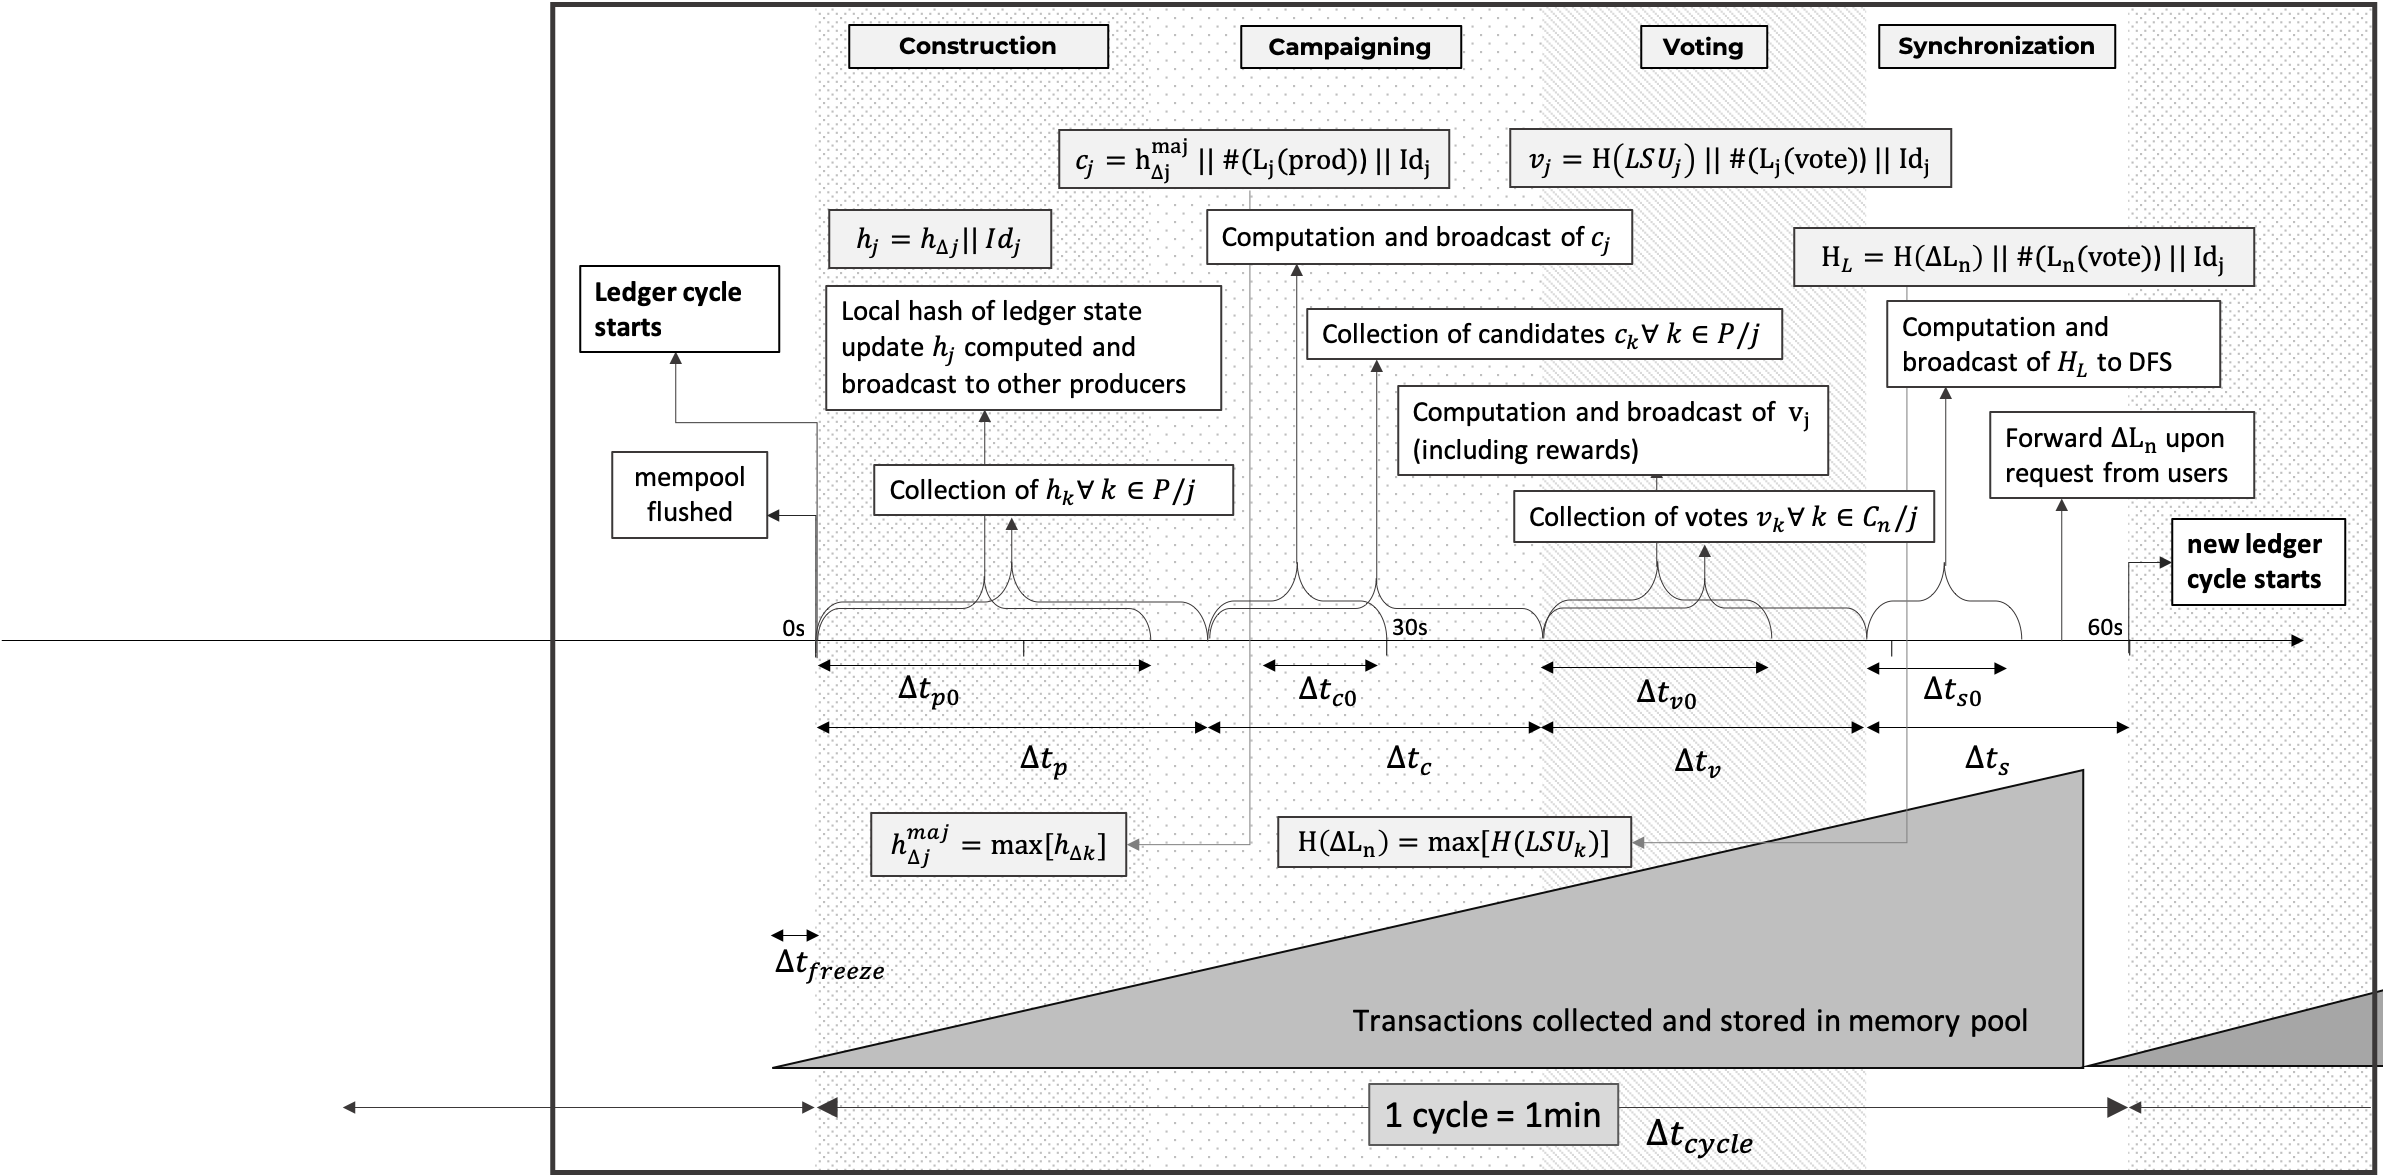 Construction
Campaigning
Voting
Synchronization
c_j = h_Δj^maj || #(L_j(prod)) || Id_j
v_j = H(LSU_j) || #(L_j(vote)) || Id_j
h_j = h_Δj || Id_j
Computation and broadcast of c_j
H_L = H(ΔL_n) || #(L_n(vote)) || Id_j
Ledger cycle
starts
Local hash of ledger state
update h_j computed and
broadcast to other producers
Collection of candidates c_k ∀ k ∈ P/j
Computation and
broadcast of H_L to DFS
Computation and broadcast of v_j
(including rewards)
Forward ΔL_n upon
request from users
mempool
flushed
Collection of h_k ∀ k ∈ P/j
Collection of votes v_k ∀ k ∈ C_n/j
new ledger
cycle starts
0s
30s
60s
Δt_p0
Δt_c0
Δt_v0
Δt_s0
Δt_p
Δt_c
Δt_v
Δt_s
h_Δj^maj = max[h_Δk]
H(ΔL_n) = max[H(LSU_k)]
Δt_freeze
Transactions collected and stored in memory pool
1 cycle = 1min
Δt_cycle